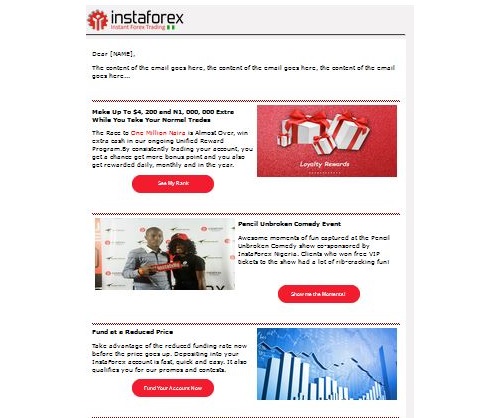 instaforex
Instant Forex Trading
Dear [NAME],
The content of the email goes here, the content of the email goes here, the content of the email
goes here...
Make Up To $4, 200 and N1, 000, 000 Extra
While You Take Your Normal Trades
The Race to One Million Naira is Almost Over, win
extra cash in our ongoing Unified Reward
Program.By consistently trading your account, you
get a chance get more bonus point and you also
get rewarded daily, monthly and in the year.
Loyalty Rewards
See My Rank
Pencil Unbroken Comedy Event
Awesome moments of fun captured at the Pencil
Unbroken Comedy show co-sponsored by
InstaForex Nigeria. Clients who won free VIP
tickets to the show had a lot of rib-cracking fun!
Show me the Moments!
Fund at a Reduced Price
Take advantage of the reduced funding rate now
before the price goes up. Depositing into your
InstaForex account is fast, quick and easy. It also
qualifies you for our promos and contests.
Fund Your Account Now